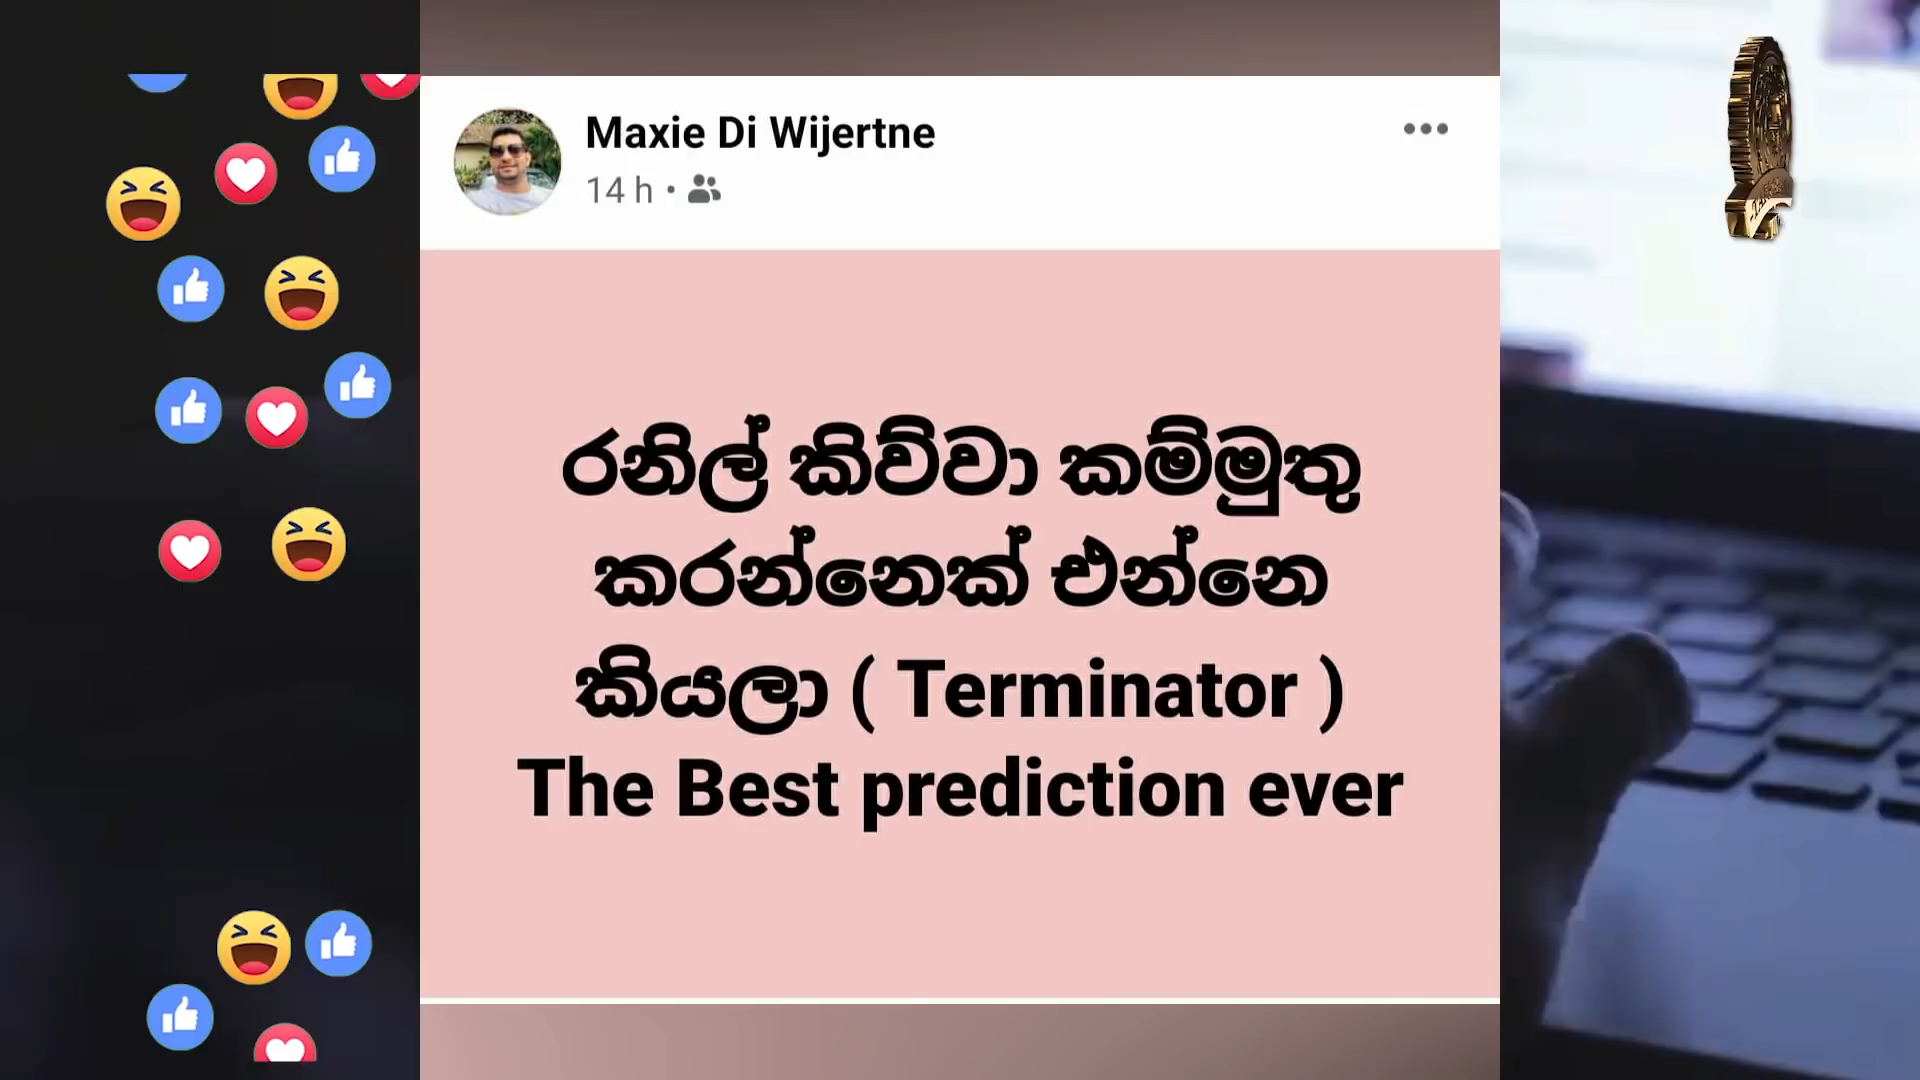 Maxie Di Wijertne
14 h
රනිල් කිව්වා කම්මුතු
කරන්නෙක් එන්නෙ
කියලා ( Terminator )
The Best prediction ever